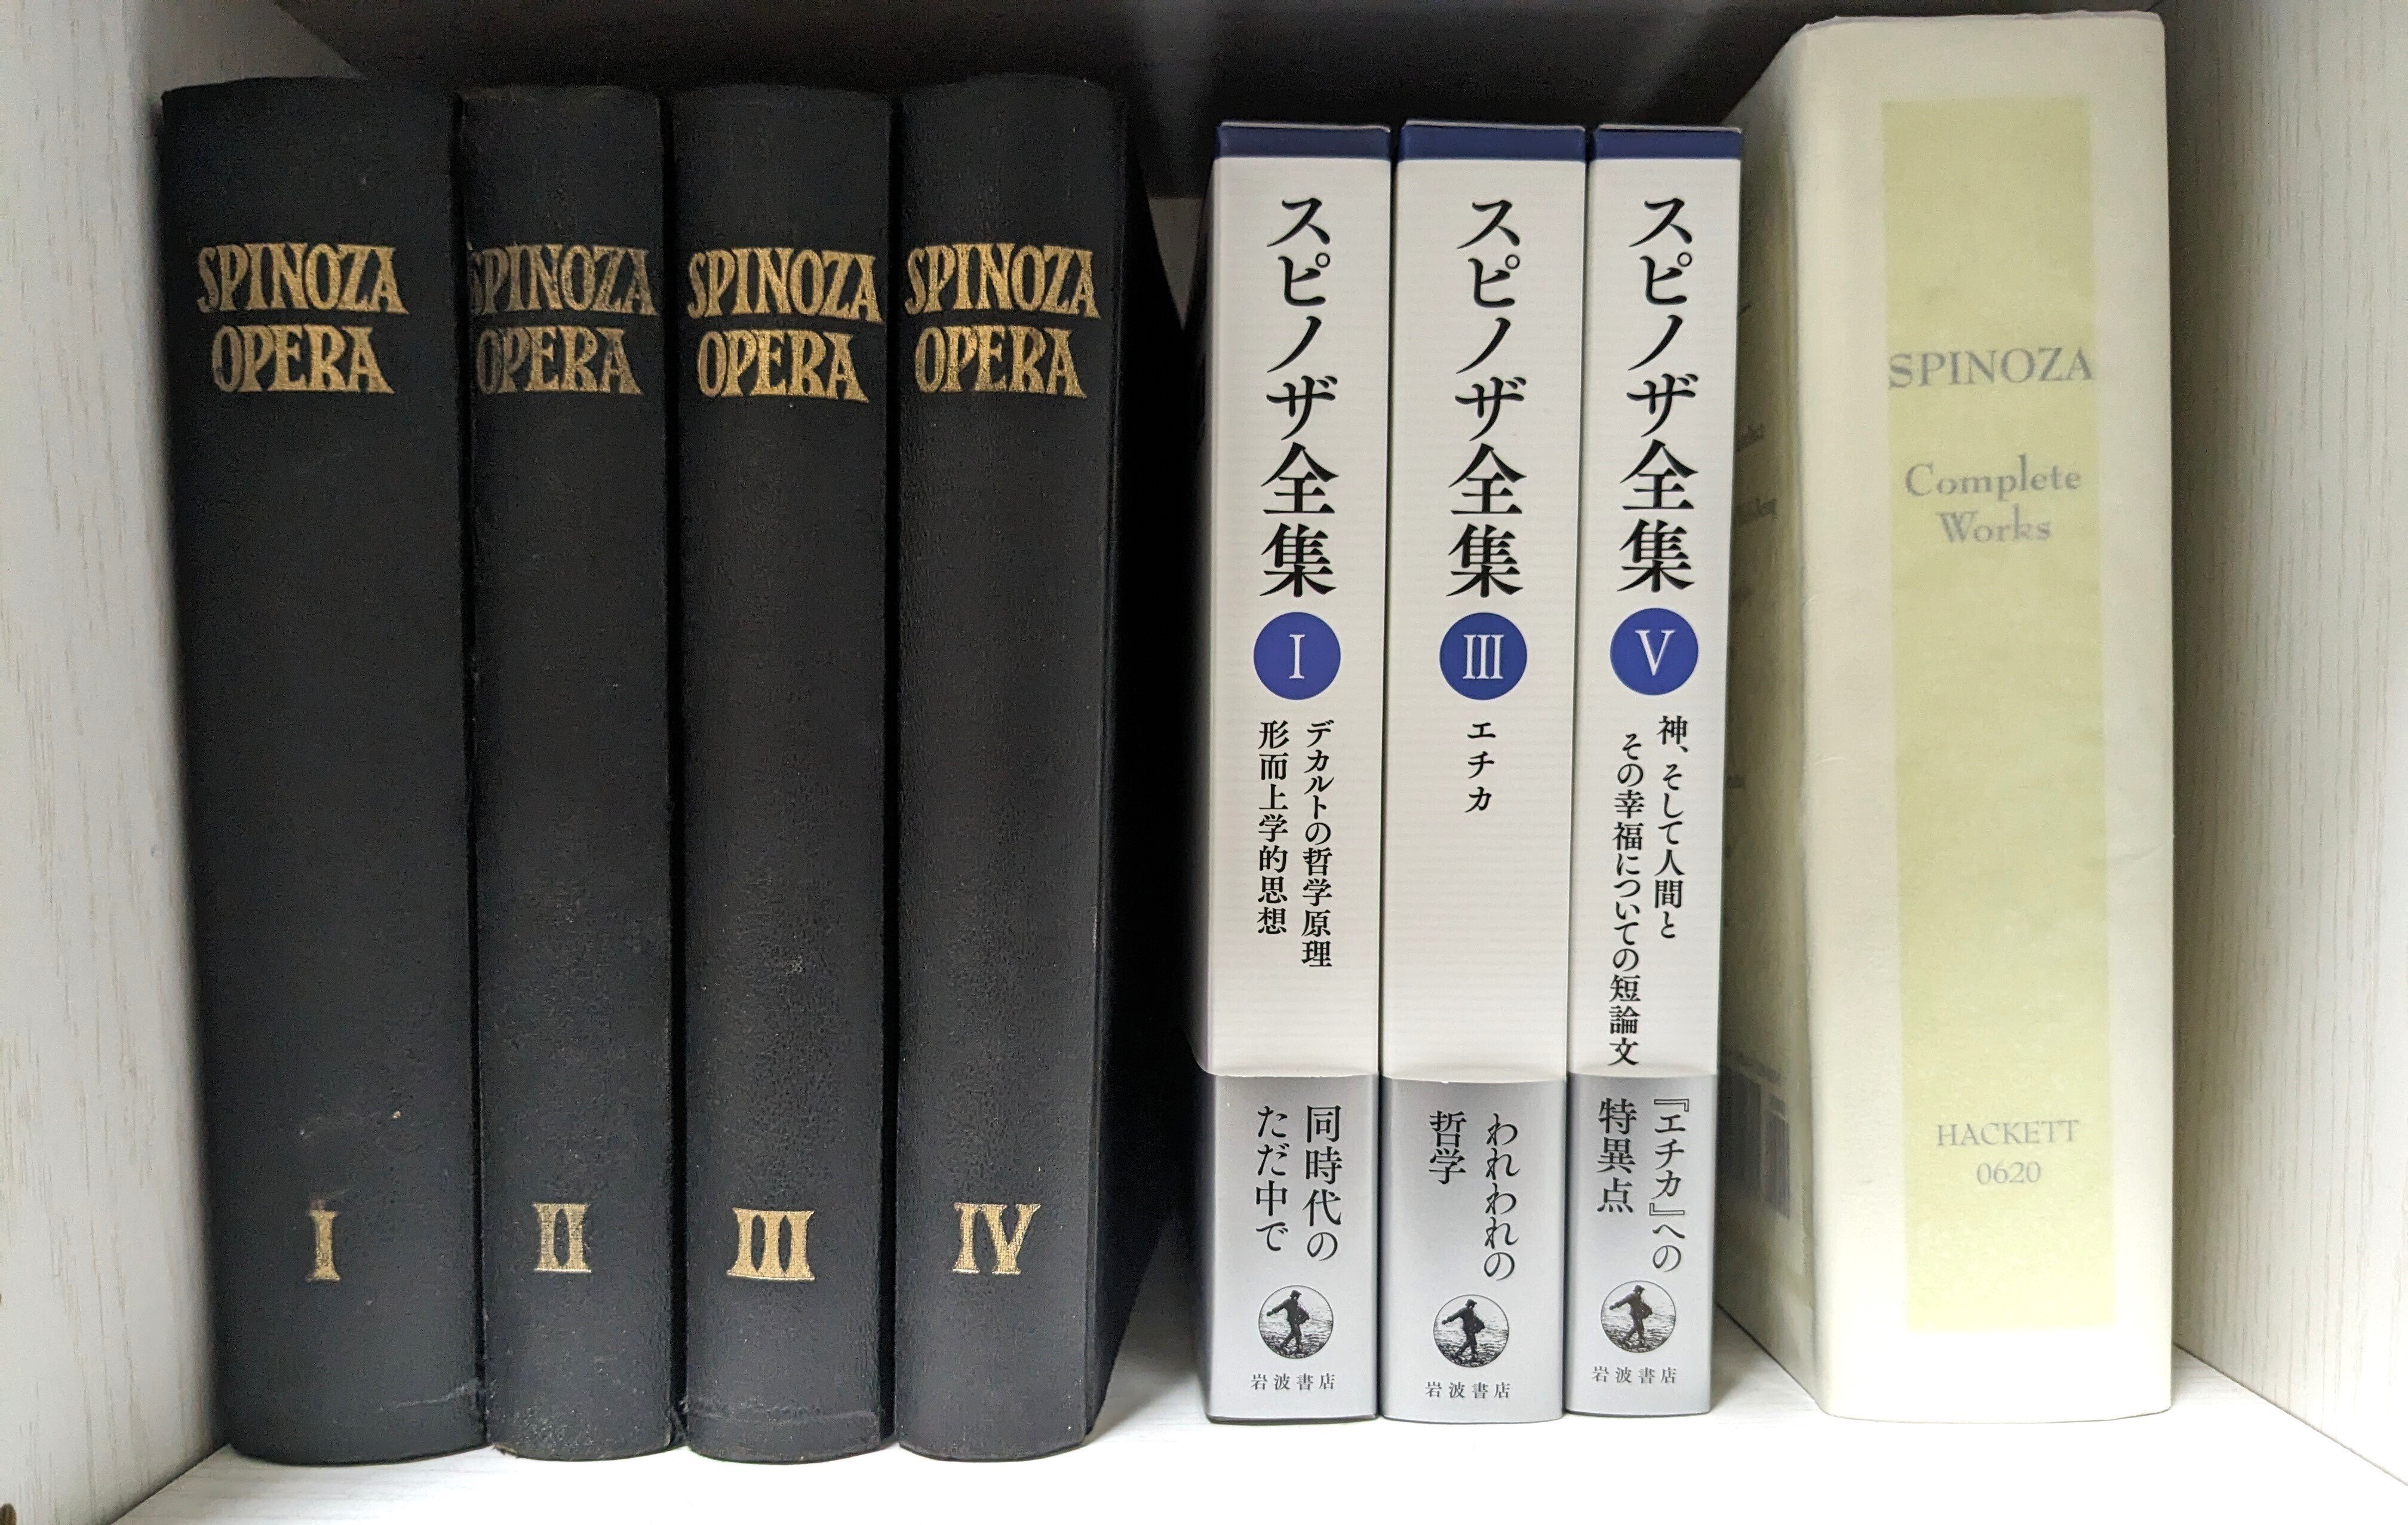 SPINOZA
OPERA
I
SPINOZA
OPERA
II
SPINOZA
OPERA
III
SPINOZA
OPERA
IV
スピノザ全集
I
デカルトの哲学原理
形而上学的思想
同時代の
ただ中で
岩波書店
スピノザ全集
III
エチカ
われわれの
哲学
岩波書店
スピノザ全集
V
神、そして人間と
その幸福についての短論文
『エチカ』への
特異点
岩波書店
SPINOZA
Complete
Works
HACKETT
0620